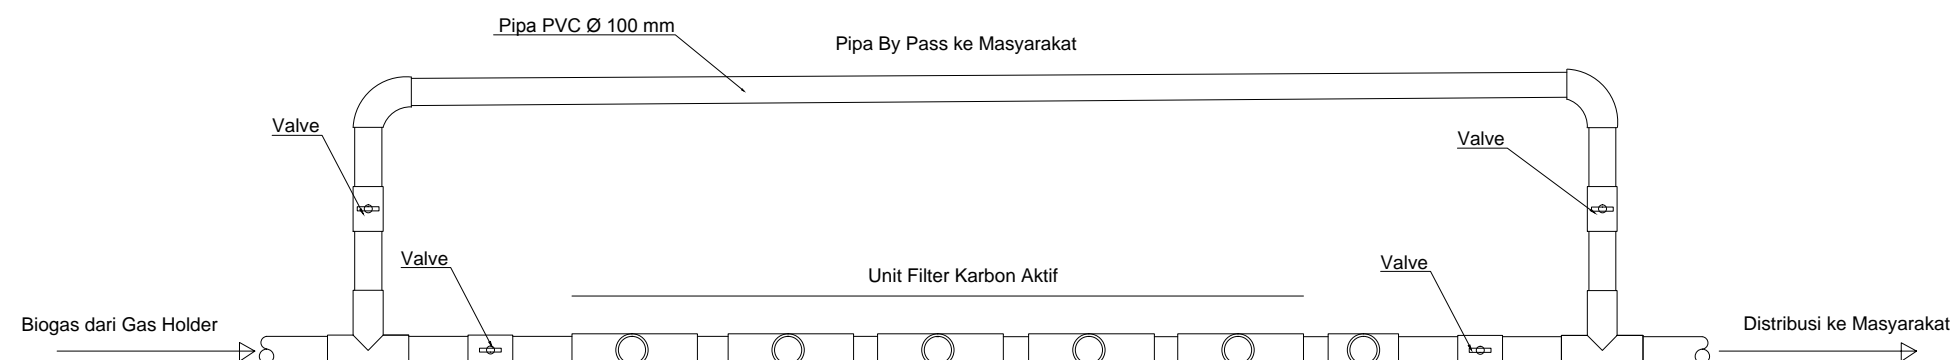 Pipa PVC Ø 100 mm
Pipa By Pass ke Masyarakat
Valve
Valve
Valve
Valve
Unit Filter Karbon Aktif
Biogas dari Gas Holder
Distribusi ke Masyarakat